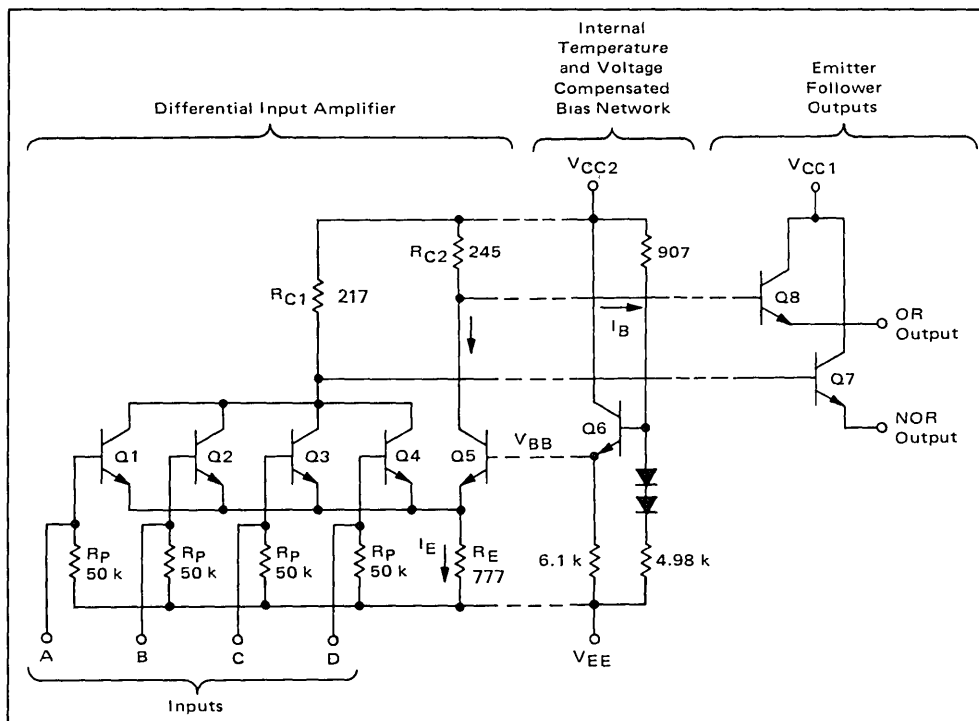 Internal
Temperature
and Voltage
Compensated
Bias Network
Emitter
Follower
Outputs
Differential Input Amplifier
VCC2
VCC1
RC2 245
907
RC1 217
Q8
IB
OR
Output
Q7
Q6
VBB
NOR
Output
Q1
Q2
Q3
Q4
Q5
RP
50 k
RP
50 k
RP
50 k
RP
50 k
IE
RE
777
6.1 k
4.98 k
A
B
C
D
VEE
Inputs